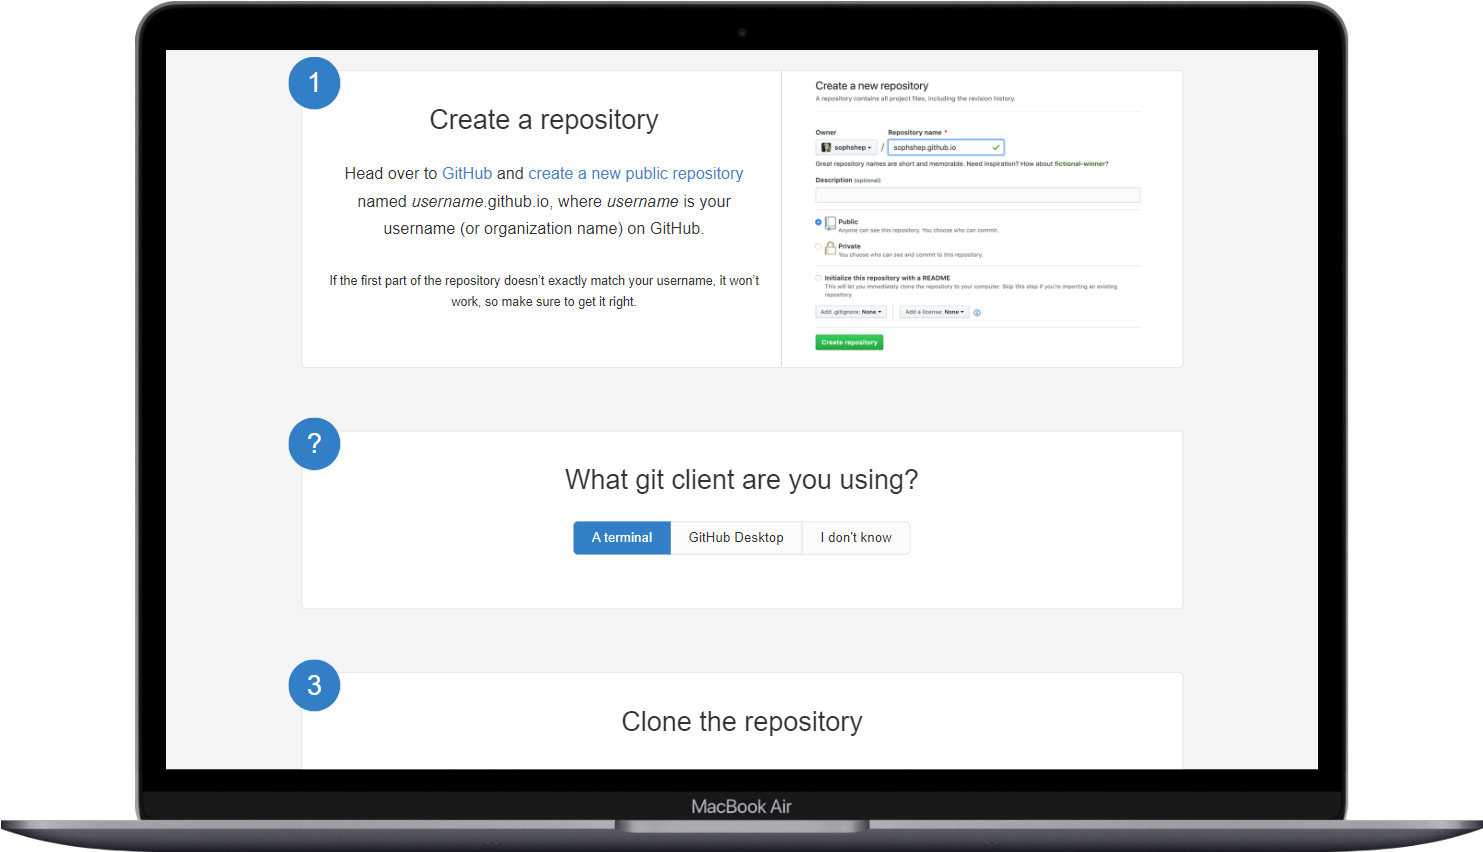 1
Create a repository
Head over to GitHub and create a new public repository
named username.github.io, where username is your
username (or organization name) on GitHub.
If the first part of the repository doesn’t exactly match your username, it won’t
work, so make sure to get it right.
Create a new repository
A repository contains all project files, including the revision history.
Owner
Repository name *
sophshep / sophshep.github.io
Great repository names are short and memorable. Need inspiration? How about fictional-winner?
Description (optional)
Public
Anyone can see this repository. You choose who can commit.
Private
You choose who can see and commit to this repository.
Initialize this repository with a README
This will let you immediately clone the repository to your computer. Skip this step if you're importing an existing
repository.
Add .gitignore: None
Add a license: None
Create repository
?
What git client are you using?
A terminal
GitHub Desktop
I don't know
3
Clone the repository
MacBook Air